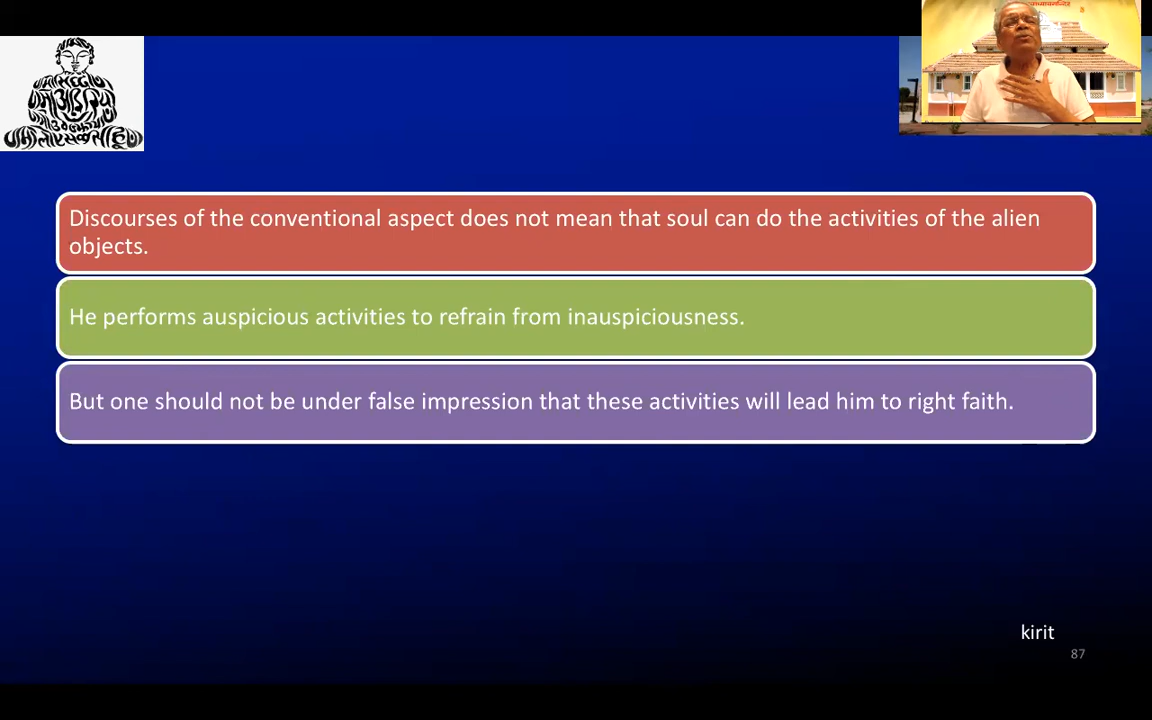 Discourses of the conventional aspect does not mean that soul can do the activities of the alien
objects.
He performs auspicious activities to refrain from inauspiciousness.
But one should not be under false impression that these activities will lead him to right faith.
kirit
87